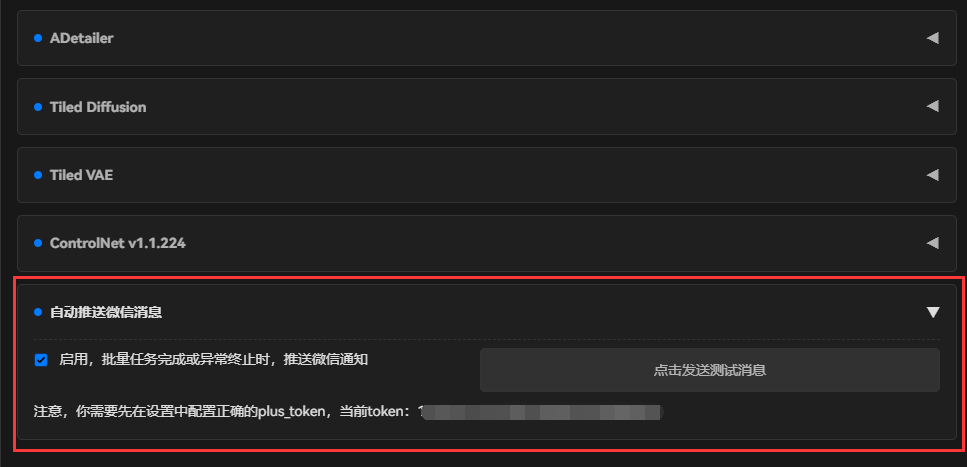 ADetailer
Tiled Diffusion
Tiled VAE
ControlNet v1.1.224
自动推送微信消息
启用，批量任务完成或异常终止时，推送微信通知
点击发送测试消息
注意，你需要先在设置中配置正确的plus_token，当前token：